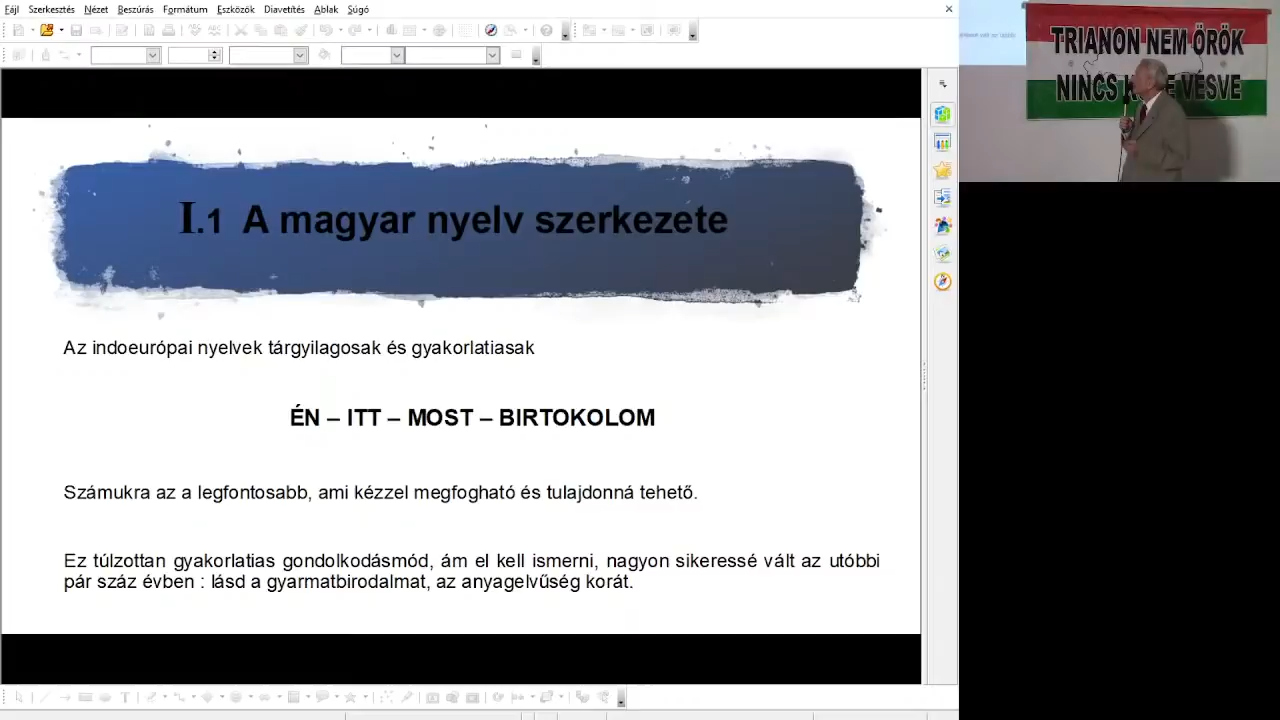 Fájl Szerkesztés Nézet Beszúrás Formátum Eszközök Diavetítés Ablak Súgó
I.1 A magyar nyelv szerkezete
Az indoeurópai nyelvek tárgyilagosak és gyakorlatiasak
ÉN – ITT – MOST – BIRTOKOLOM
Számukra az a legfontosabb, ami kézzel megfogható és tulajdonná tehető.
Ez túlzottan gyakorlatias gondolkodásmód, ám el kell ismerni, nagyon sikeressé vált az utóbbi
pár száz évben : lásd a gyarmatbirodalmat, az anyagelvűség korát.
TRIANON NEM ÖRÖK
NINCS VÉSVE